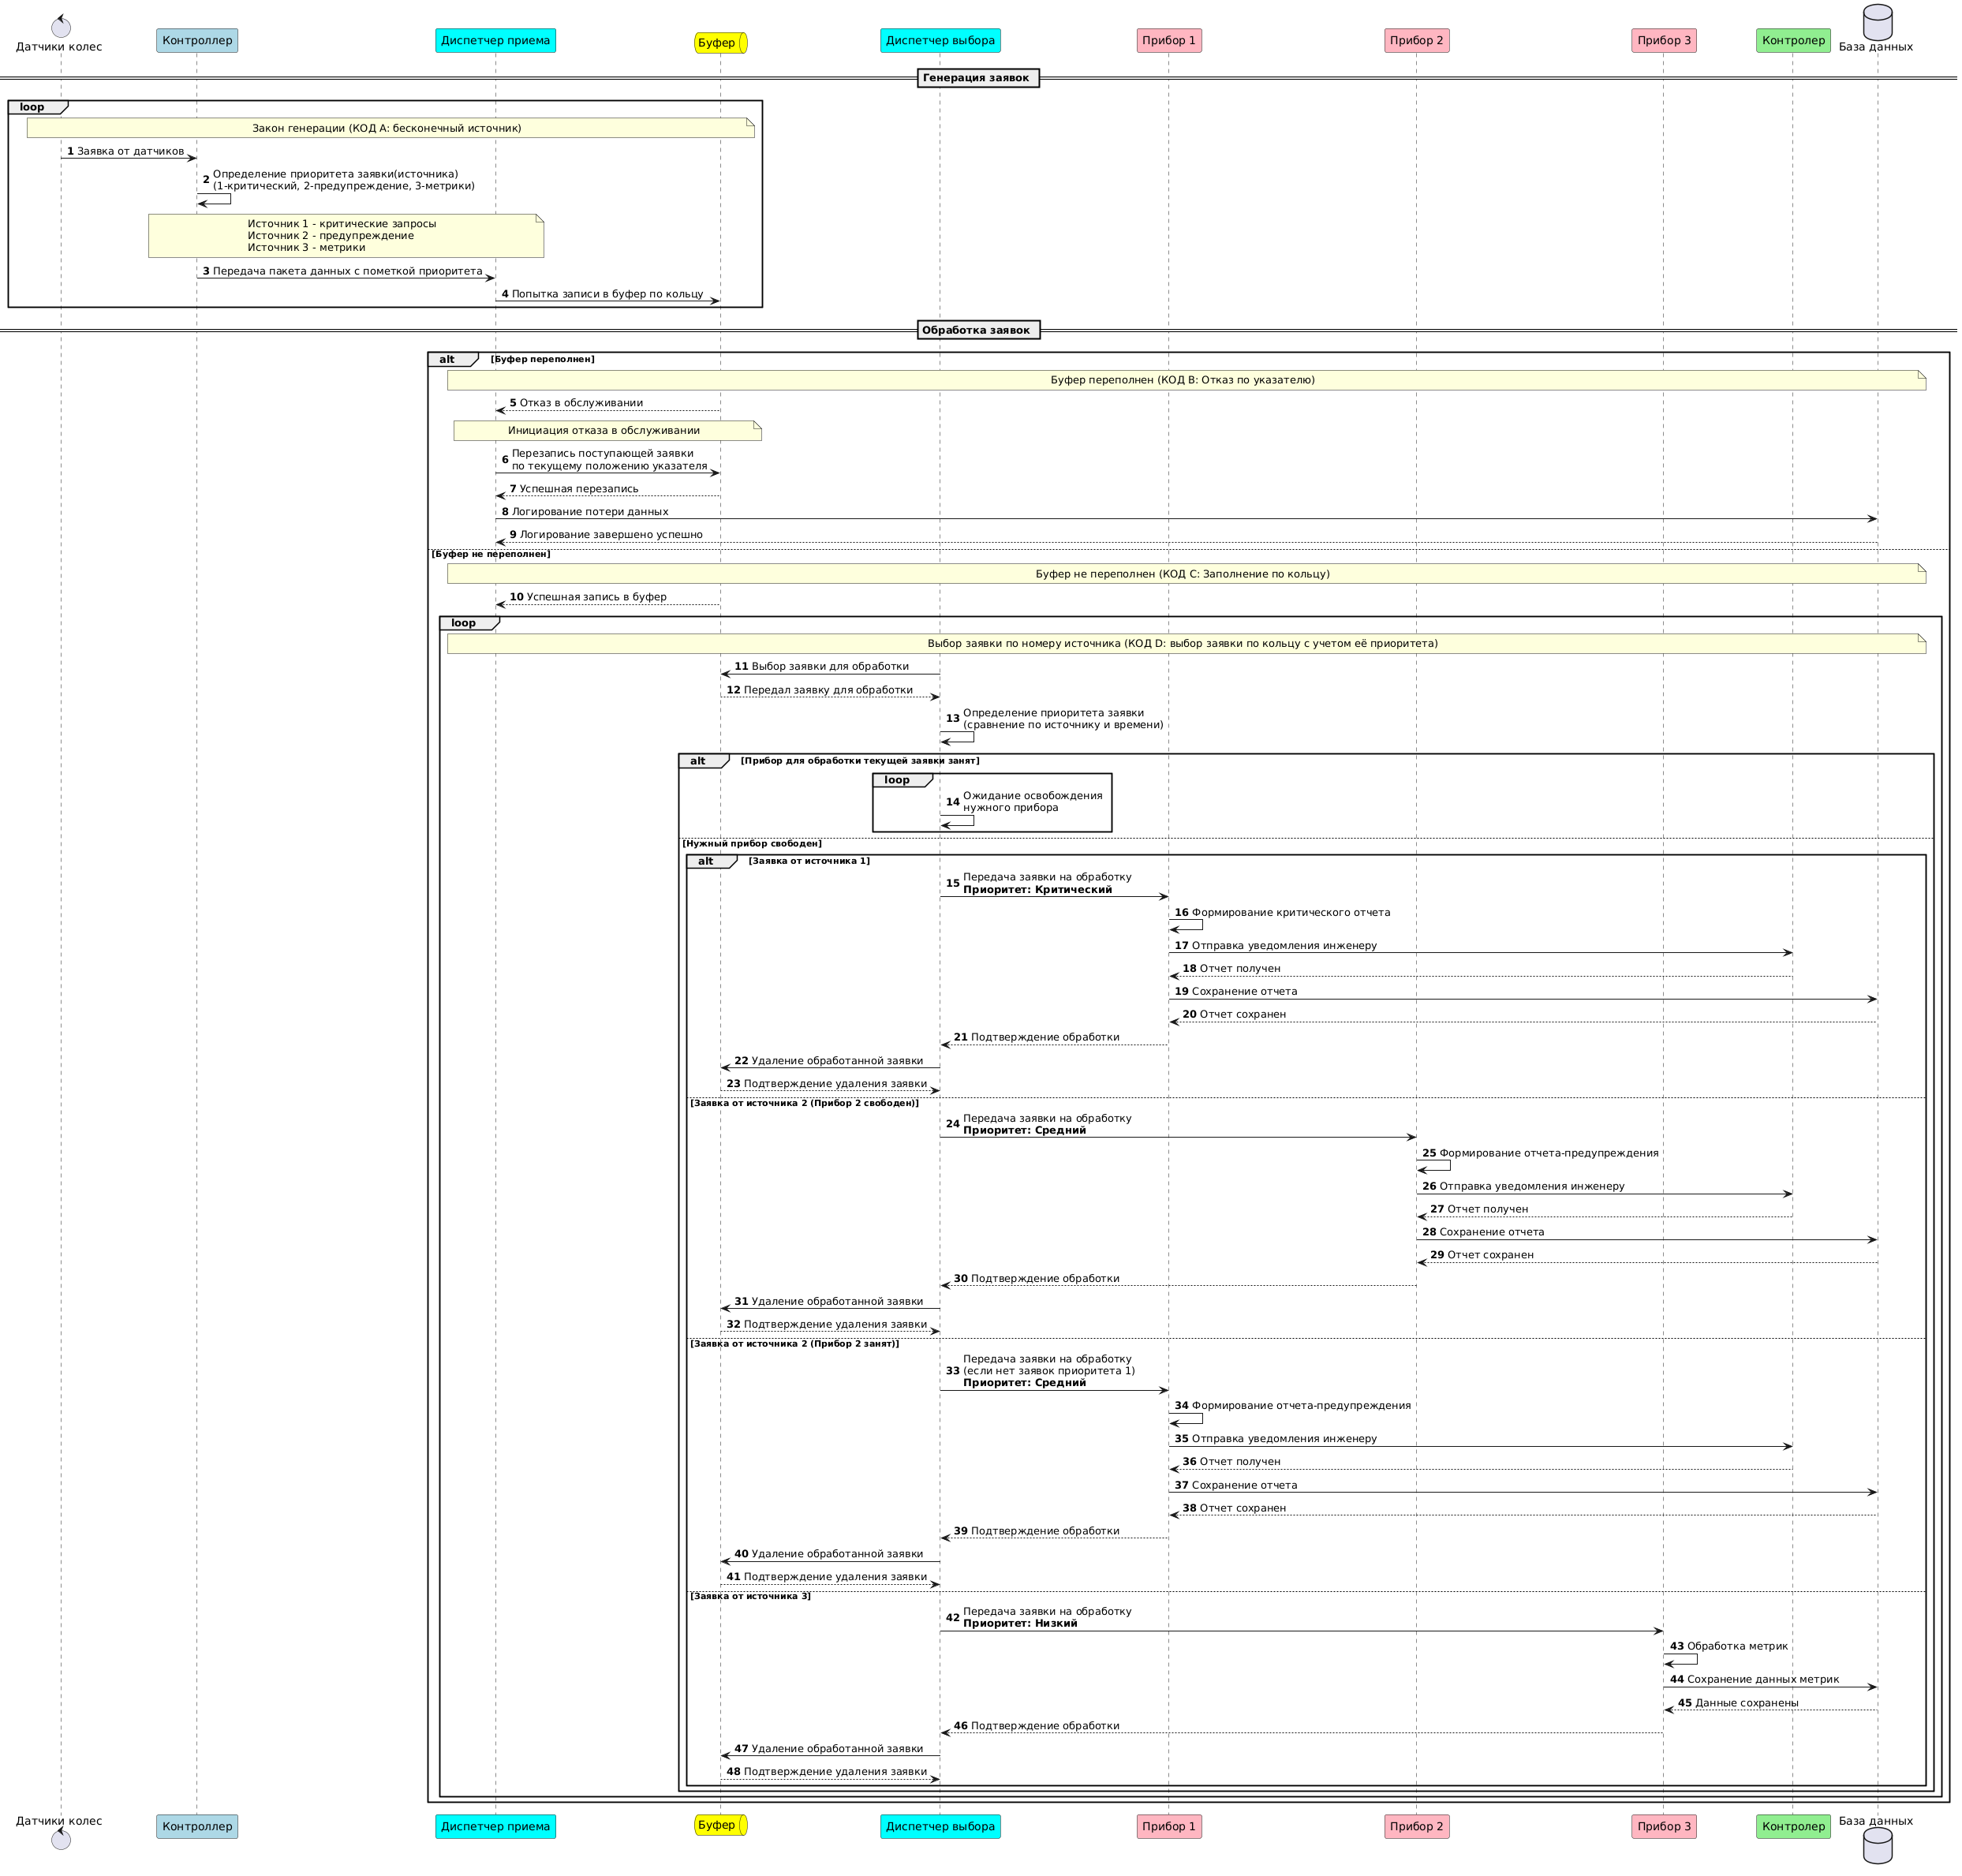 Датчики колес
Контроллер
Диспетчер приема
Буфер
Диспетчер выбора
Прибор 1
Прибор 2
Прибор 3
Контролер
База данных
Генерация заявок
loop
Закон генерации (КОД A: бесконечный источник)
1 Заявка от датчиков
2 Определение приоритета заявки(источника)
(1-критический, 2-предупреждение, 3-метрики)
Источник 1 - критические запросы
Источник 2 - предупреждение
Источник 3 - метрики
3 Передача пакета данных с пометкой приоритета
4 Попытка записи в буфер по кольцу
Обработка заявок
alt [Буфер переполнен]
Буфер переполнен (КОД B: Отказ по указателю)
5 Отказ в обслуживании
Инициация отказа в обслуживании
6 Перезапись поступающей заявки
по текущему положению указателя
7 Успешная перезапись
8 Логирование потери данных
9 Логирование завершено успешно
[Буфер не переполнен]
Буфер не переполнен (КОД C: Заполнение по кольцу)
10 Успешная запись в буфер
loop
Выбор заявки по номеру источника (КОД D: выбор заявки по кольцу с учетом её приоритета)
11 Выбор заявки для обработки
12 Передал заявку для обработки
13 Определение приоритета заявки
(сравнение по источнику и времени)
alt [Прибор для обработки текущей заявки занят]
loop
14 Ожидание освобождения
нужного прибора
[Нужный прибор свободен]
alt [Заявка от источника 1]
15 Передача заявки на обработку
Приоритет: Критический
16 Формирование критического отчета
17 Отправка уведомления инженеру
18 Отчет получен
19 Сохранение отчета
20 Отчет сохранен
21 Подтверждение обработки
22 Удаление обработанной заявки
23 Подтверждение удаления заявки
[Заявка от источника 2 (Прибор 2 свободен)]
24 Передача заявки на обработку
Приоритет: Средний
25 Формирование отчета-предупреждения
26 Отправка уведомления инженеру
27 Отчет получен
28 Сохранение отчета
29 Отчет сохранен
30 Подтверждение обработки
31 Удаление обработанной заявки
32 Подтверждение удаления заявки
[Заявка от источника 2 (Прибор 2 занят)]
33 Передача заявки на обработку
(если нет заявок приоритета 1)
Приоритет: Средний
34 Формирование отчета-предупреждения
35 Отправка уведомления инженеру
36 Отчет получен
37 Сохранение отчета
38 Отчет сохранен
39 Подтверждение обработки
40 Удаление обработанной заявки
41 Подтверждение удаления заявки
[Заявка от источника 3]
42 Передача заявки на обработку
Приоритет: Низкий
43 Обработка метрик
44 Сохранение данных метрик
45 Данные сохранены
46 Подтверждение обработки
47 Удаление обработанной заявки
48 Подтверждение удаления заявки
Датчики колес
Контроллер
Диспетчер приема
Буфер
Диспетчер выбора
Прибор 1
Прибор 2
Прибор 3
Контролер
База данных